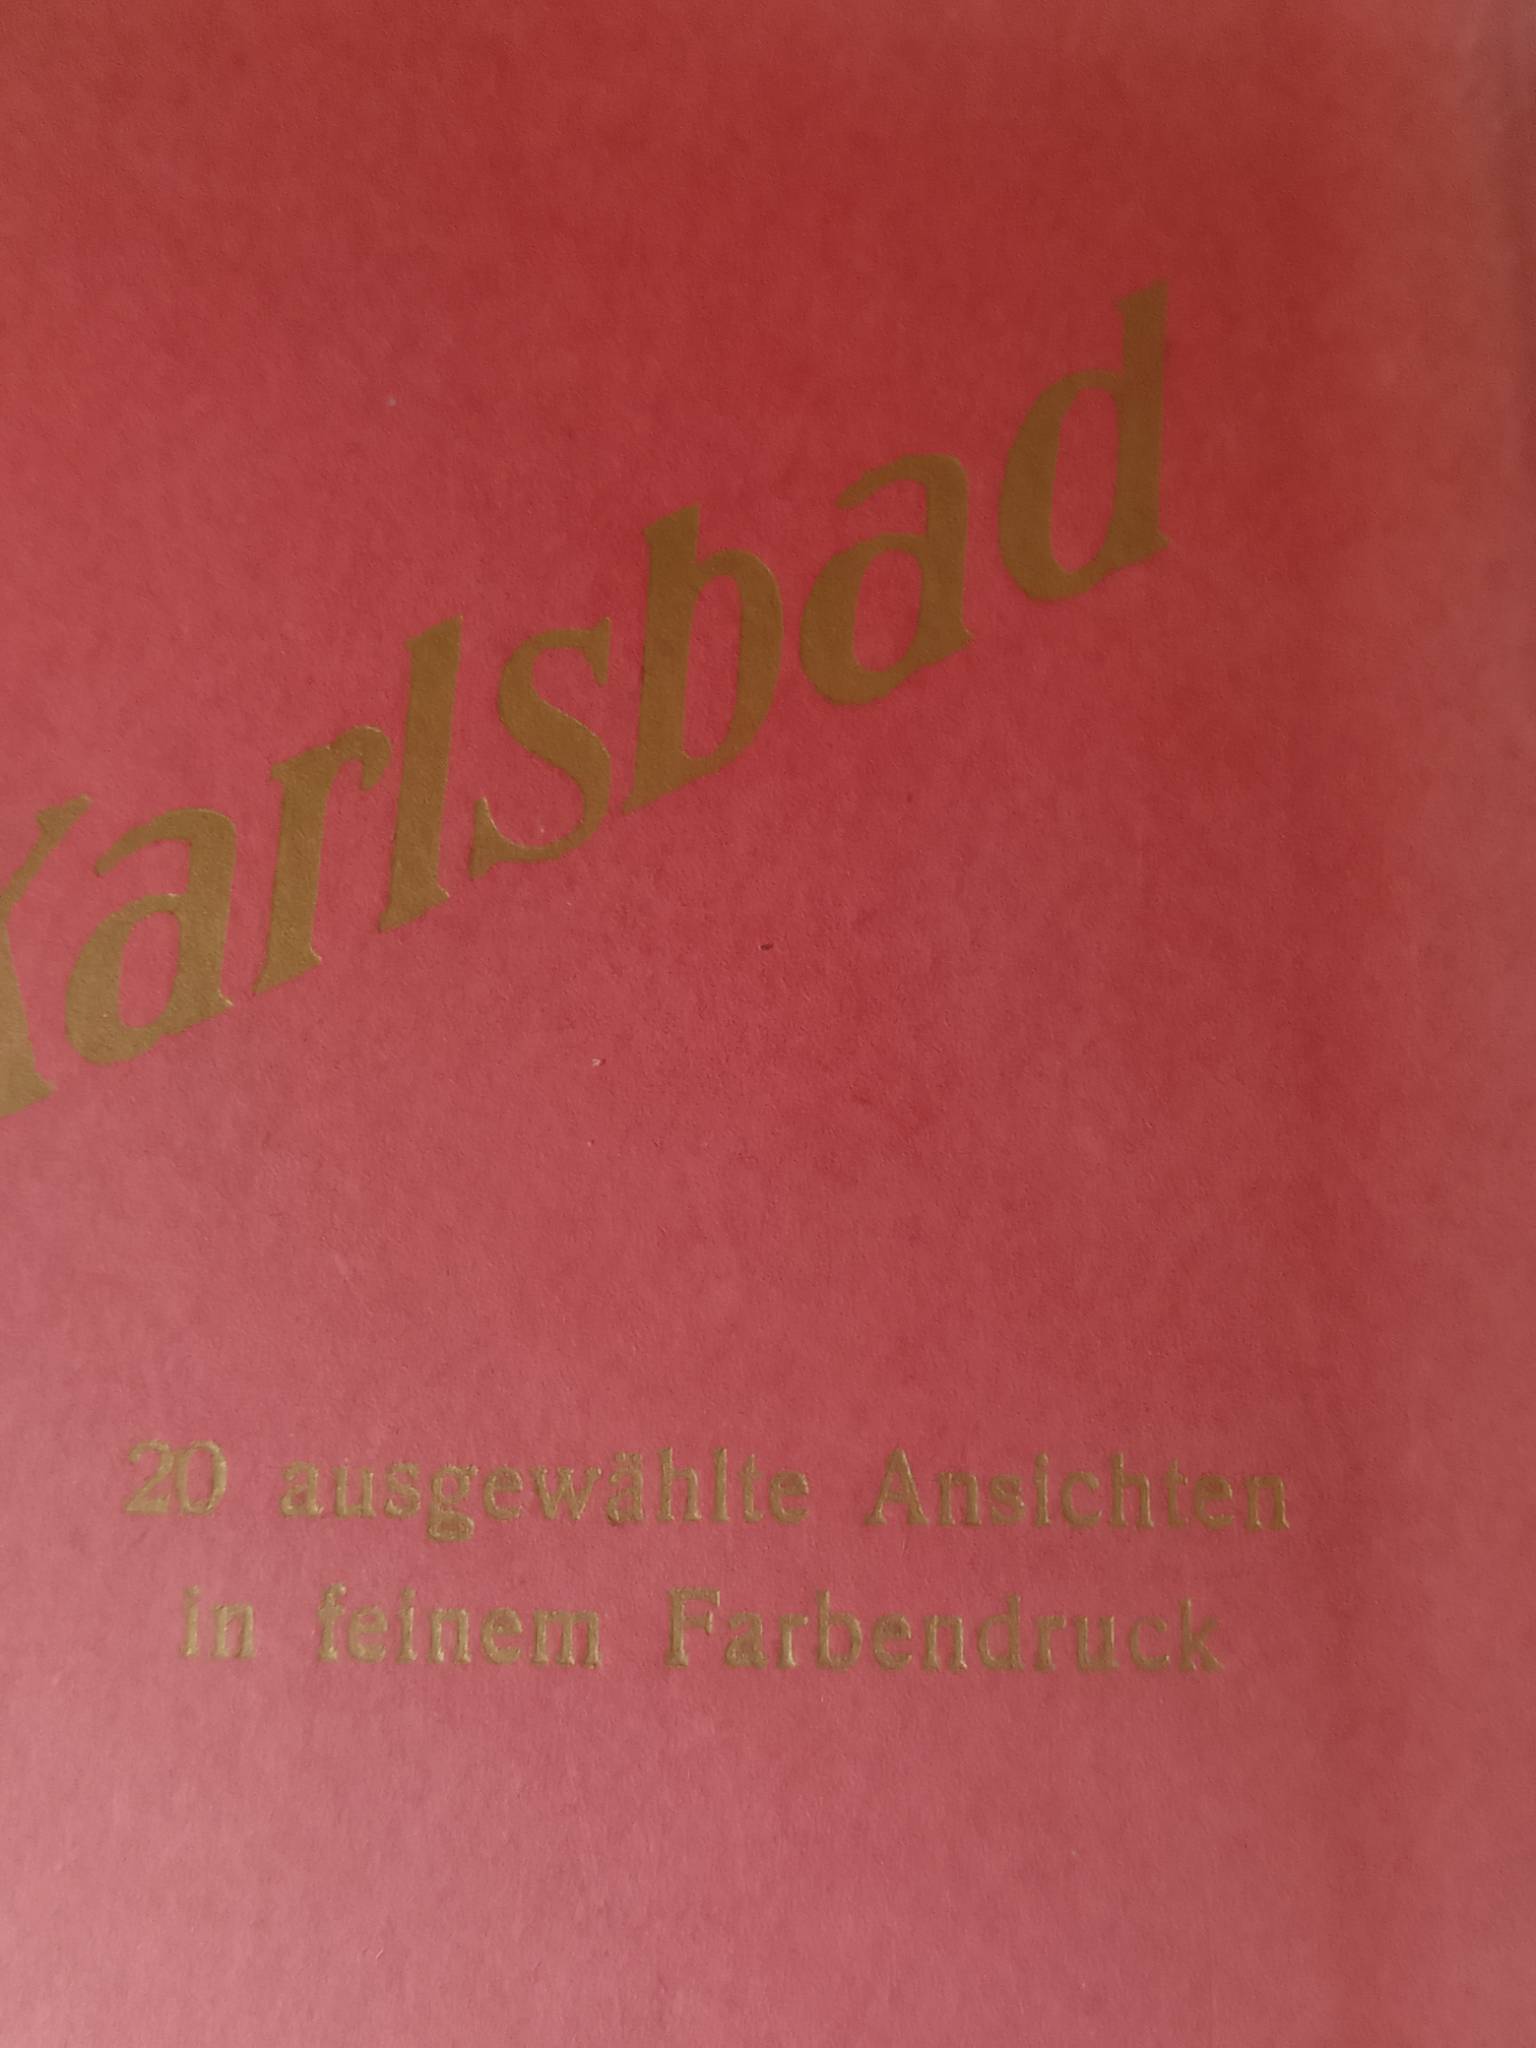 Karlsbad
20 ausgewählte Ansichten
in feinem Farbendruck